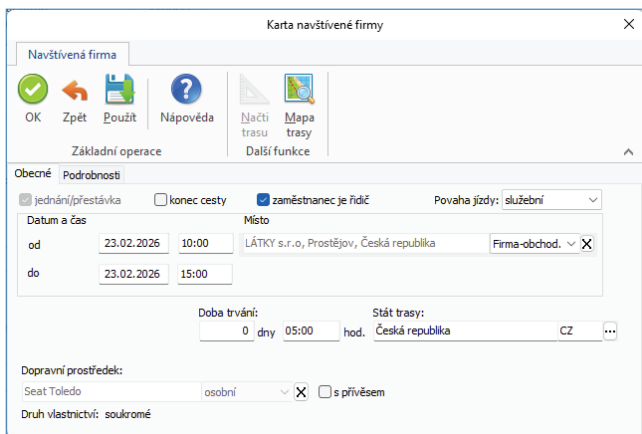 Karta navštívené firmy
Navštívená firma
OK Zpět Použít Nápověda Načti trasu Mapa trasy
Základní operace Další funkce
Obecné Podrobnosti
jednání/přestávka konec cesty zaměstnanec je řidič Povaha jízdy: služební
Datum a čas Místo
od 23.02.2026 10:00 LÁTKY s.r.o, Prostějov, Česká republika Firma-obchod.
do 23.02.2026 15:00
Doba trvání: Stát trasy:
0 dny 05:00 hod. Česká republika CZ
Dopravní prostředek:
Seat Toledo osobní s přívěsem
Druh vlastnictví: soukromé